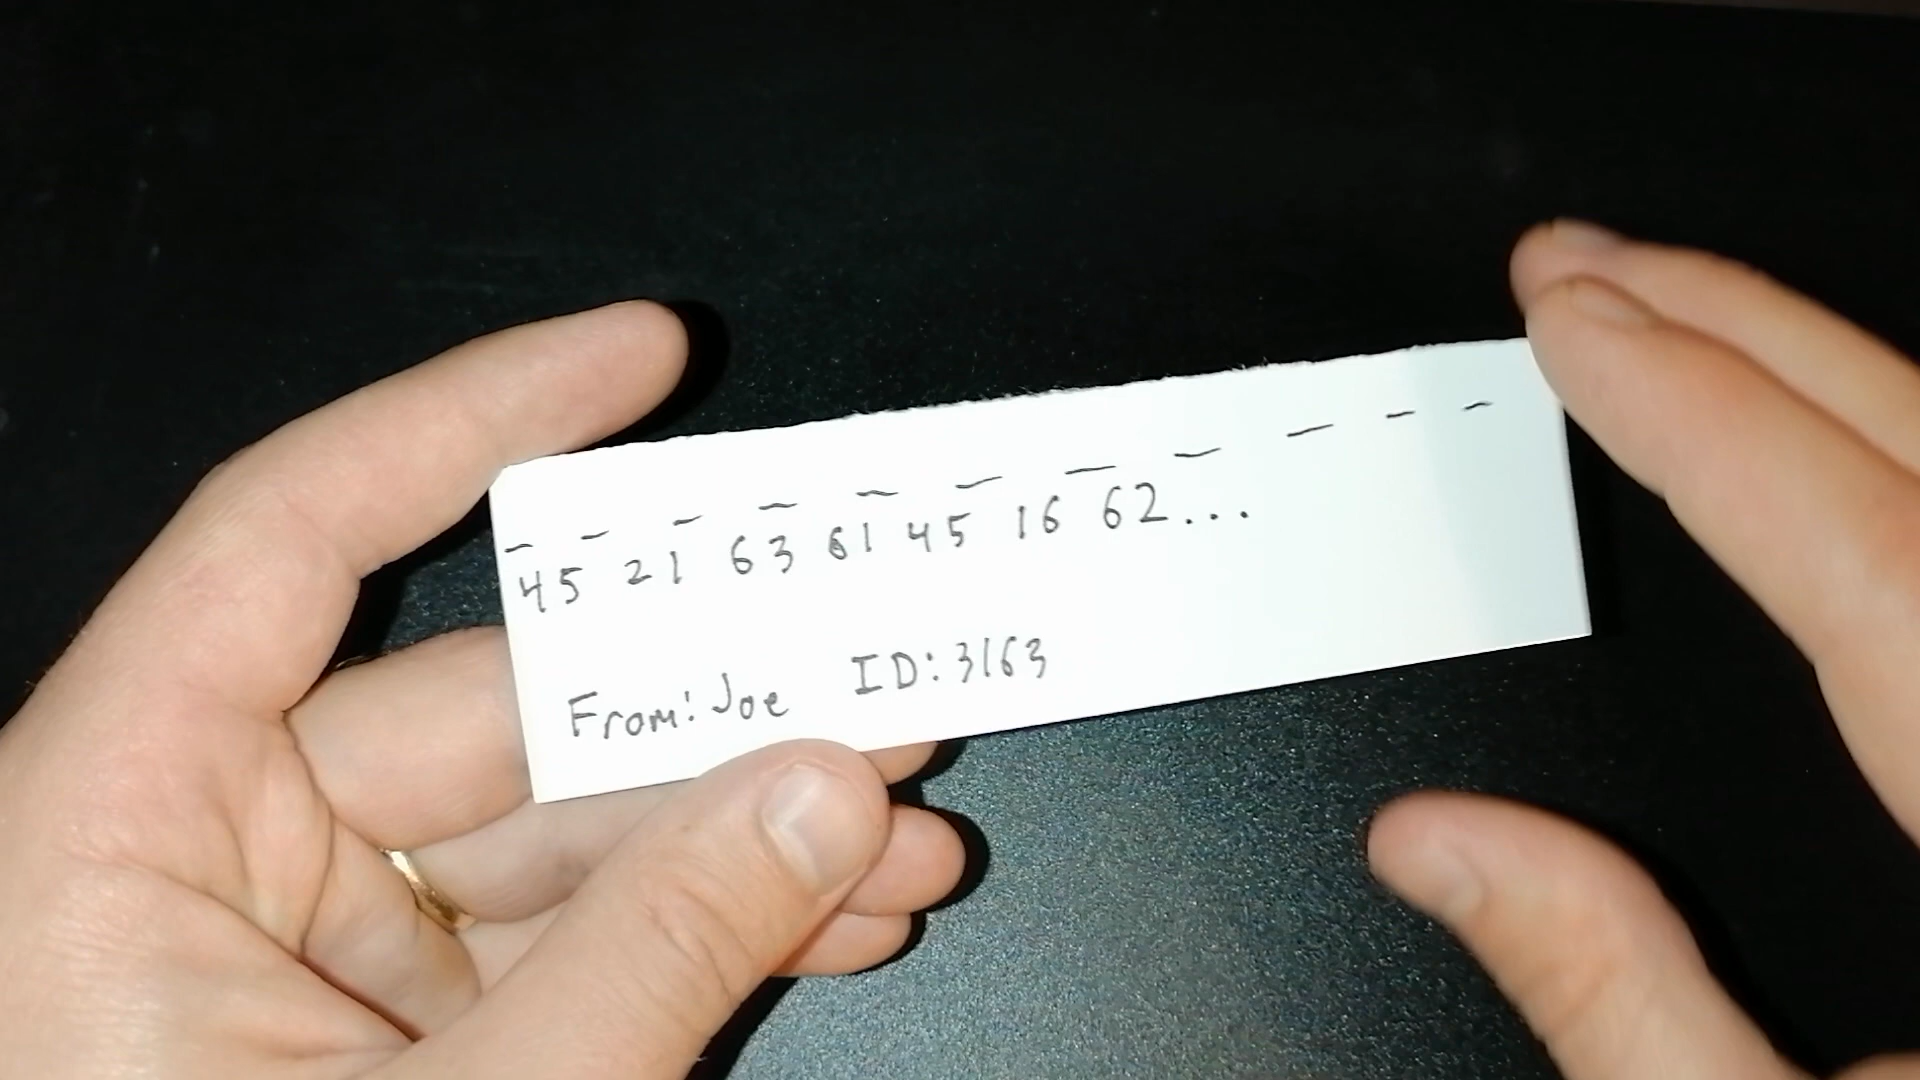 _ _ _ _ _ _ _ _ _ _ _
45 21 63 61 45 16 62...
From: Joe ID: 3163